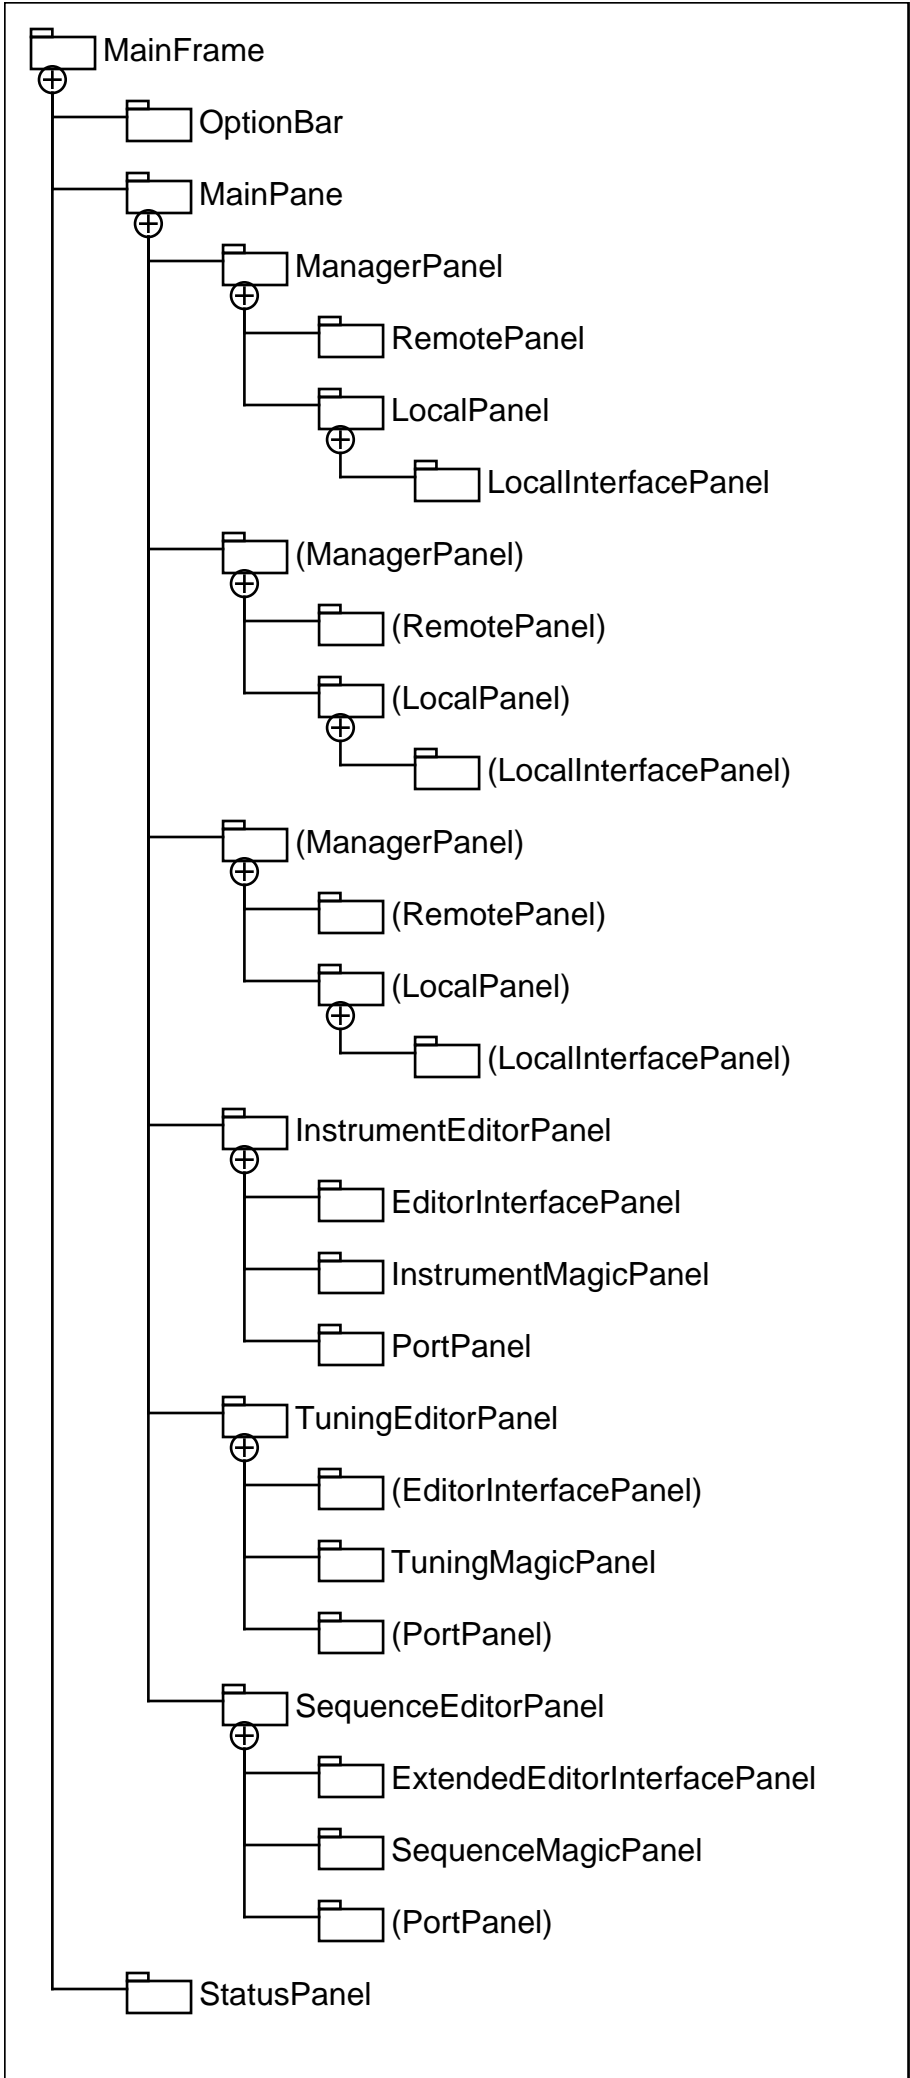 MainFrame
OptionBar
MainPane
ManagerPanel
RemotePanel
LocalPanel
LocalInterfacePanel
(ManagerPanel)
(RemotePanel)
(LocalPanel)
(LocalInterfacePanel)
(ManagerPanel)
(RemotePanel)
(LocalPanel)
(LocalInterfacePanel)
InstrumentEditorPanel
EditorInterfacePanel
InstrumentMagicPanel
PortPanel
TuningEditorPanel
(EditorInterfacePanel)
TuningMagicPanel
(PortPanel)
SequenceEditorPanel
ExtendedEditorInterfacePanel
SequenceMagicPanel
(PortPanel)
StatusPanel